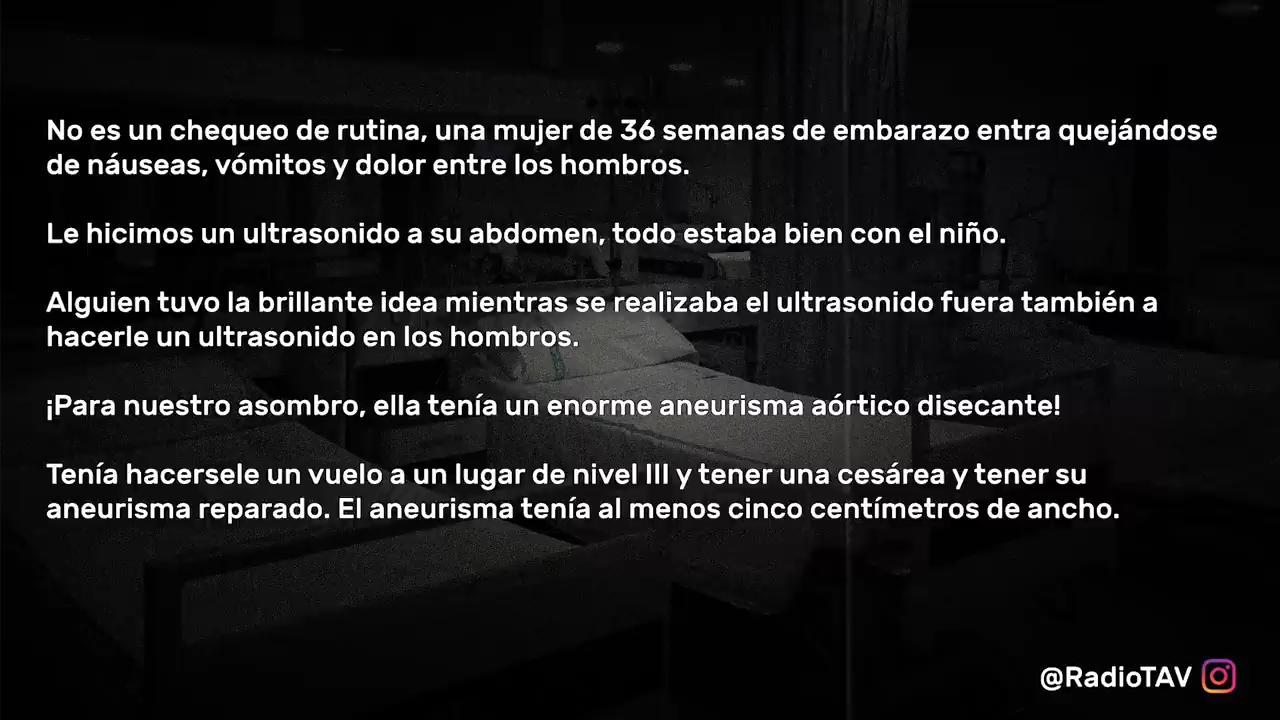 No es un chequeo de rutina, una mujer de 36 semanas de embarazo entra quejándose
de náuseas, vómitos y dolor entre los hombros.
Le hicimos un ultrasonido a su abdomen, todo estaba bien con el niño.
Alguien tuvo la brillante idea mientras se realizaba el ultrasonido fuera también a
hacerle un ultrasonido en los hombros.
¡Para nuestro asombro, ella tenía un enorme aneurisma aórtico disecante!
Tenía hacersele un vuelo a un lugar de nivel III y tener una cesárea y tener su
aneurisma reparado. El aneurisma tenía al menos cinco centímetros de ancho.
@RadioTAV